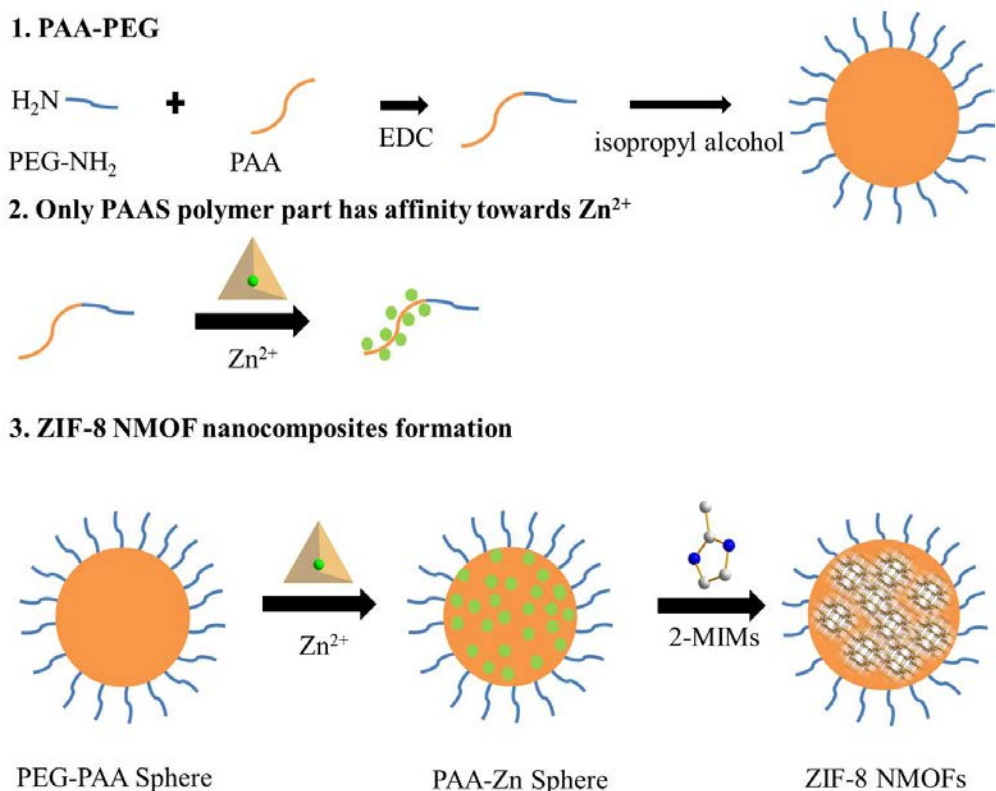 1. PAA-PEG
H₂N
PEG-NH₂
PAA
EDC
isopropyl alcohol
2. Only PAAS polymer part has affinity towards Zn²⁺
Zn²⁺
3. ZIF-8 NMOF nanocomposites formation
Zn²⁺
2-MIMs
PEG-PAA Sphere
PAA-Zn Sphere
ZIF-8 NMOFs